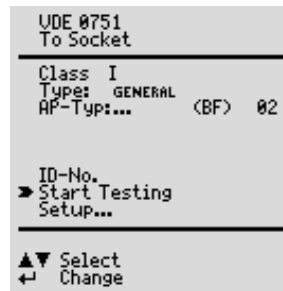 VDE 0751
To Socket
Class I
Type: GENERAL
AP-Typ:... (BF) 02
ID-No.
Start Testing
Setup...
▲▼ Select
↵ Change